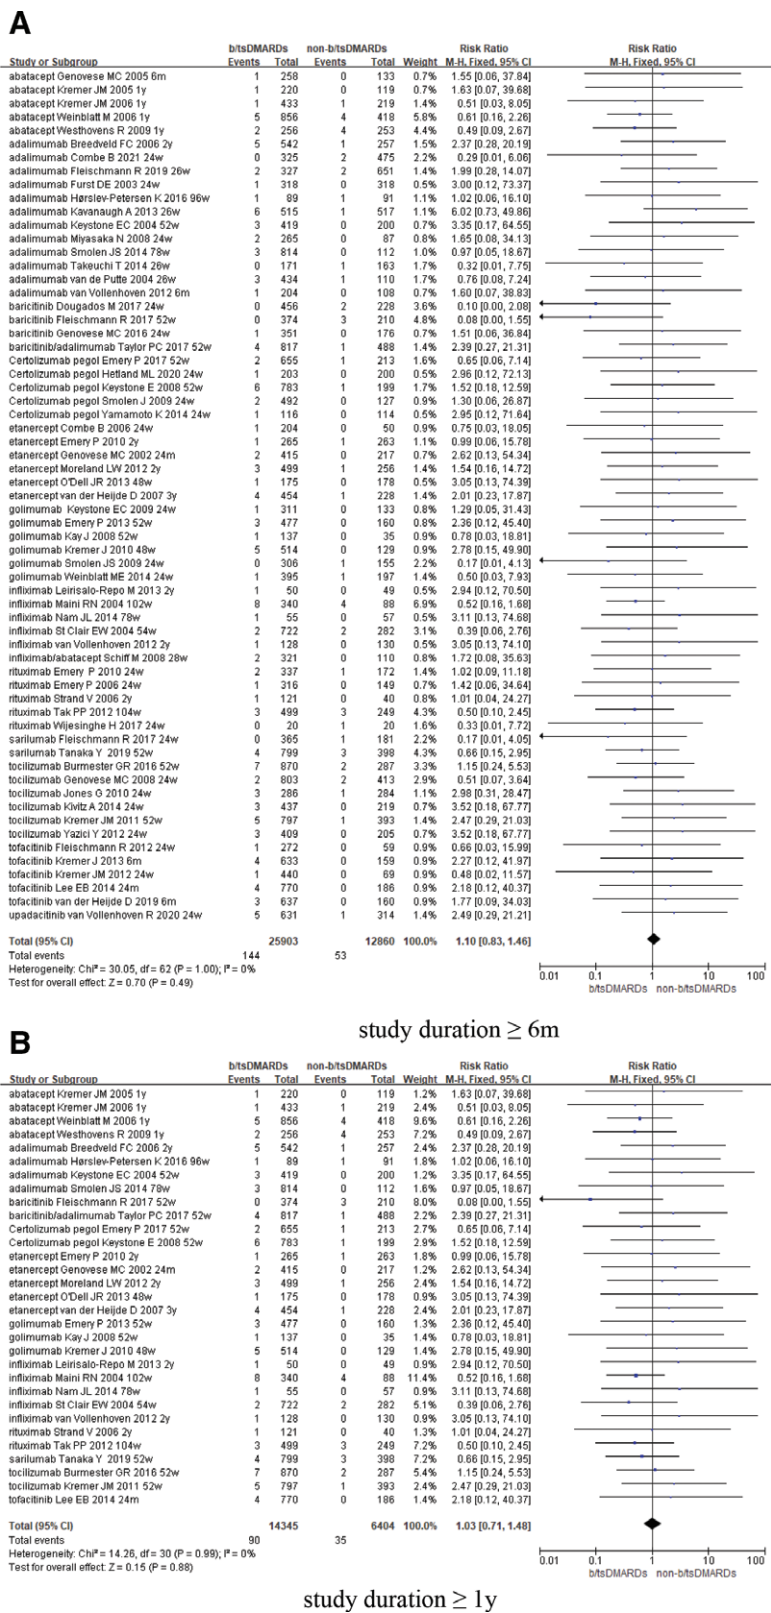 A
b/tsDMARDs non-b/tsDMARDs Risk Ratio Risk Ratio
Study or Subgroup Events Total Events Total Weight M-H, Fixed, 95% CI M-H, Fixed, 95% CI
abatacept Genovese MC 2005 6m 1 258 0 133 0.7% 1.55 [0.06, 37.84]
abatacept Kremer JM 2005 1y 1 220 0 119 0.7% 1.63 [0.07, 39.68]
abatacept Kremer JM 2006 1y 1 433 1 219 1.4% 0.51 [0.03, 8.05]
abatacept Weinblatt M 2006 1y 5 856 4 418 5.8% 0.61 [0.16, 2.26]
abatacept Westhovens R 2009 1y 2 256 4 253 4.3% 0.49 [0.09, 2.67]
adalimumab Breedveld FC 2006 2y 5 542 1 257 1.5% 2.37 [0.28, 20.19]
adalimumab Combe B 2021 24w 0 325 2 475 2.2% 0.29 [0.01, 6.06]
adalimumab Fleischmann R 2019 26w 2 327 2 651 1.4% 1.99 [0.28, 14.07]
adalimumab Furst DE 2003 24w 1 318 0 318 0.5% 3.00 [0.12, 73.37]
adalimumab Hørslev-Petersen K 2016 96w 1 89 1 91 1.1% 1.02 [0.06, 16.10]
adalimumab Kavanaugh A 2013 26w 6 515 1 517 1.1% 6.02 [0.73, 49.86]
adalimumab Keystone EC 2004 52w 3 419 0 200 0.7% 3.35 [0.17, 64.55]
adalimumab Miyasaka N 2008 24w 2 265 0 87 0.8% 1.65 [0.08, 34.13]
adalimumab Smolen JS 2014 78w 3 814 0 112 0.9% 0.97 [0.05, 18.67]
adalimumab Takeuchi T 2014 26w 0 171 1 163 1.7% 0.32 [0.01, 7.75]
adalimumab van de Putte 2004 26w 3 434 1 110 1.7% 0.76 [0.08, 7.24]
adalimumab van Vollenhoven 2012 6m 1 204 0 108 0.7% 1.60 [0.07, 38.83]
baricitinib Dougados M 2017 24w 0 456 2 228 3.6% 0.10 [0.00, 2.08]
baricitinib Fleischmann R 2017 52w 0 374 3 210 4.8% 0.08 [0.00, 1.55]
baricitinib Genovese MC 2016 24w 1 351 0 176 0.7% 1.51 [0.06, 36.84]
baricitinib/adalimumab Taylor PC 2017 52w 4 817 1 488 1.4% 2.39 [0.27, 21.31]
Certolizumab pegol Emery P 2017 52w 2 655 1 213 1.6% 0.65 [0.06, 7.14]
Certolizumab pegol Hetland ML 2020 24w 1 203 0 200 0.5% 2.96 [0.12, 72.13]
Certolizumab pegol Keystone E 2008 52w 6 783 1 199 1.7% 1.52 [0.18, 12.59]
Certolizumab pegol Smolen J 2009 24w 2 492 0 127 0.8% 1.30 [0.06, 26.87]
Certolizumab pegol Yamamoto K 2014 24w 1 116 0 114 0.5% 2.95 [0.12, 71.64]
etanercept Combe B 2006 24w 1 204 0 50 0.8% 0.75 [0.03, 18.05]
etanercept Emery P 2010 2y 1 265 1 263 1.1% 0.99 [0.06, 15.78]
etanercept Genovese MC 2002 24m 2 415 0 217 0.7% 2.62 [0.13, 54.34]
etanercept Moreland LW 2012 2y 3 499 1 256 1.4% 1.54 [0.16, 14.72]
etanercept O'Dell JR 2013 48w 1 175 0 178 0.5% 3.05 [0.13, 74.39]
etanercept van der Heijde D 2007 3y 4 454 1 228 1.4% 2.01 [0.23, 17.87]
golimumab Keystone EC 2009 24w 1 311 0 133 0.7% 1.29 [0.05, 31.43]
golimumab Emery P 2013 52w 3 477 0 160 0.8% 2.36 [0.12, 45.40]
golimumab Kay J 2008 52w 1 137 0 35 0.8% 0.78 [0.03, 18.81]
golimumab Kremer J 2010 48w 5 514 0 129 0.8% 2.78 [0.15, 49.90]
golimumab Smolen JS 2009 24w 0 306 1 155 2.1% 0.17 [0.01, 4.13]
golimumab Weinblatt ME 2014 24w 1 395 1 197 1.4% 0.50 [0.03, 7.93]
infliximab Leirisalo-Repo M 2013 2y 1 50 0 49 0.5% 2.94 [0.12, 70.50]
infliximab Maini RN 2004 102w 8 340 4 88 6.8% 0.52 [0.16, 1.68]
infliximab Nam JL 2014 78w 1 55 0 57 0.5% 3.11 [0.13, 74.68]
infliximab St Clair EW 2004 54w 2 722 2 282 3.1% 0.39 [0.06, 2.76]
infliximab van Vollenhoven 2012 2y 1 128 0 130 0.5% 3.05 [0.13, 74.10]
infliximab/abatacept Schiff M 2008 28w 2 321 0 110 0.8% 1.72 [0.08, 35.63]
rituximab Emery P 2010 24w 2 337 1 172 1.4% 1.02 [0.09, 11.18]
rituximab Emery P 2006 24w 1 316 0 149 0.7% 1.42 [0.06, 34.64]
rituximab Strand V 2006 2y 1 121 0 40 0.8% 1.01 [0.04, 24.27]
rituximab Tak PP 2012 104w 3 499 3 249 4.3% 0.50 [0.10, 2.45]
rituximab Wijesinghe H 2017 24w 0 20 1 20 1.6% 0.33 [0.01, 7.72]
sarilumab Fleischmann R 2017 24w 0 365 1 181 2.1% 0.17 [0.01, 4.05]
sarilumab Tanaka Y 2019 52w 4 799 3 398 4.3% 0.66 [0.15, 2.95]
tocilizumab Burmester GR 2016 52w 7 870 2 287 3.2% 1.15 [0.24, 5.53]
tocilizumab Genovese MC 2008 24w 2 803 2 413 2.8% 0.51 [0.07, 3.64]
tocilizumab Jones G 2010 24w 3 286 1 284 1.1% 2.98 [0.31, 28.47]
tocilizumab Kivitz A 2014 24w 3 437 0 219 0.7% 3.52 [0.18, 67.77]
tocilizumab Kremer JM 2011 52w 5 797 1 393 1.4% 2.47 [0.29, 21.03]
tocilizumab Yazici Y 2012 24w 3 409 0 205 0.7% 3.52 [0.18, 67.77]
tofacitinib Fleischmann R 2012 24w 1 272 0 59 0.9% 0.66 [0.03, 15.99]
tofacitinib Kremer J 2013 6m 4 633 0 159 0.9% 2.27 [0.12, 41.97]
tofacitinib Kremer JM 2012 24w 1 440 0 69 0.9% 0.48 [0.02, 11.57]
tofacitinib Lee EB 2014 24m 4 770 0 186 0.9% 2.18 [0.12, 40.37]
tofacitinib van der Heijde D 2019 6m 3 637 0 160 0.9% 1.77 [0.09, 34.03]
upadacitinib van Vollenhoven R 2020 24w 5 631 1 314 1.4% 2.49 [0.29, 21.21]
Total (95% CI) 25903 12860 100.0% 1.10 [0.83, 1.46]
Total events 144 53
Heterogeneity: Chi² = 30.05, df = 62 (P = 1.00); I² = 0%
Test for overall effect: Z = 0.70 (P = 0.49)
0.01 0.1 1 10 100
b/tsDMARDs non-b/tsDMARDs
study duration ≥ 6m
B
b/tsDMARDs non-b/tsDMARDs Risk Ratio Risk Ratio
Study or Subgroup Events Total Events Total Weight M-H, Fixed, 95% CI M-H, Fixed, 95% CI
abatacept Kremer JM 2005 1y 1 220 0 119 1.2% 1.63 [0.07, 39.68]
abatacept Kremer JM 2006 1y 1 433 1 219 2.4% 0.51 [0.03, 8.05]
abatacept Weinblatt M 2006 1y 5 856 4 418 9.6% 0.61 [0.16, 2.26]
abatacept Westhovens R 2009 1y 2 256 4 253 7.2% 0.49 [0.09, 2.67]
adalimumab Breedveld FC 2006 2y 5 542 1 257 2.4% 2.37 [0.28, 20.19]
adalimumab Hørslev-Petersen K 2016 96w 1 89 1 91 1.8% 1.02 [0.06, 16.10]
adalimumab Keystone EC 2004 52w 3 419 0 200 1.2% 3.35 [0.17, 64.55]
adalimumab Smolen JS 2014 78w 3 814 0 112 1.6% 0.97 [0.05, 18.67]
baricitinib Fleischmann R 2017 52w 0 374 3 210 8.0% 0.08 [0.00, 1.55]
baricitinib/adalimumab Taylor PC 2017 52w 4 817 1 488 2.2% 2.39 [0.27, 21.31]
Certolizumab pegol Emery P 2017 52w 2 655 1 213 2.7% 0.65 [0.06, 7.14]
Certolizumab pegol Keystone E 2008 52w 6 783 1 199 2.9% 1.52 [0.18, 12.59]
etanercept Emery P 2010 2y 1 265 1 263 1.8% 0.99 [0.06, 15.78]
etanercept Genovese MC 2002 24m 2 415 0 217 1.2% 2.62 [0.13, 54.34]
etanercept Moreland LW 2012 2y 3 499 1 256 2.4% 1.54 [0.16, 14.72]
etanercept O'Dell JR 2013 48w 1 175 0 178 0.9% 3.05 [0.13, 74.39]
etanercept van der Heijde D 2007 3y 4 454 1 228 2.4% 2.01 [0.23, 17.87]
golimumab Emery P 2013 52w 3 477 0 160 1.3% 2.36 [0.12, 45.40]
golimumab Kay J 2008 52w 1 137 0 35 1.4% 0.78 [0.03, 18.81]
golimumab Kremer J 2010 48w 5 514 0 129 1.4% 2.78 [0.15, 49.90]
infliximab Leirisalo-Repo M 2013 2y 1 50 0 49 0.9% 2.94 [0.12, 70.50]
infliximab Maini RN 2004 102w 8 340 4 88 11.4% 0.52 [0.16, 1.68]
infliximab Nam JL 2014 78w 1 55 0 57 0.9% 3.11 [0.13, 74.68]
infliximab St Clair EW 2004 54w 2 722 2 282 5.1% 0.39 [0.06, 2.76]
infliximab van Vollenhoven 2012 2y 1 128 0 130 0.9% 3.05 [0.13, 74.10]
rituximab Strand V 2006 2y 1 121 0 40 1.3% 1.01 [0.04, 24.27]
rituximab Tak PP 2012 104w 3 499 3 249 7.2% 0.50 [0.10, 2.45]
sarilumab Tanaka Y 2019 52w 4 799 3 398 7.2% 0.66 [0.15, 2.95]
tocilizumab Burmester GR 2016 52w 7 870 2 287 5.4% 1.15 [0.24, 5.53]
tocilizumab Kremer JM 2011 52w 5 797 1 393 2.4% 2.47 [0.29, 21.03]
tofacitinib Lee EB 2014 24m 4 770 0 186 1.4% 2.18 [0.12, 40.37]
Total (95% CI) 14345 6404 100.0% 1.03 [0.71, 1.48]
Total events 90 35
Heterogeneity: Chi² = 14.26, df = 30 (P = 0.99); I² = 0%
Test for overall effect: Z = 0.15 (P = 0.88)
0.01 0.1 1 10 100
b/tsDMARDs non-b/tsDMARDs
study duration ≥ 1y